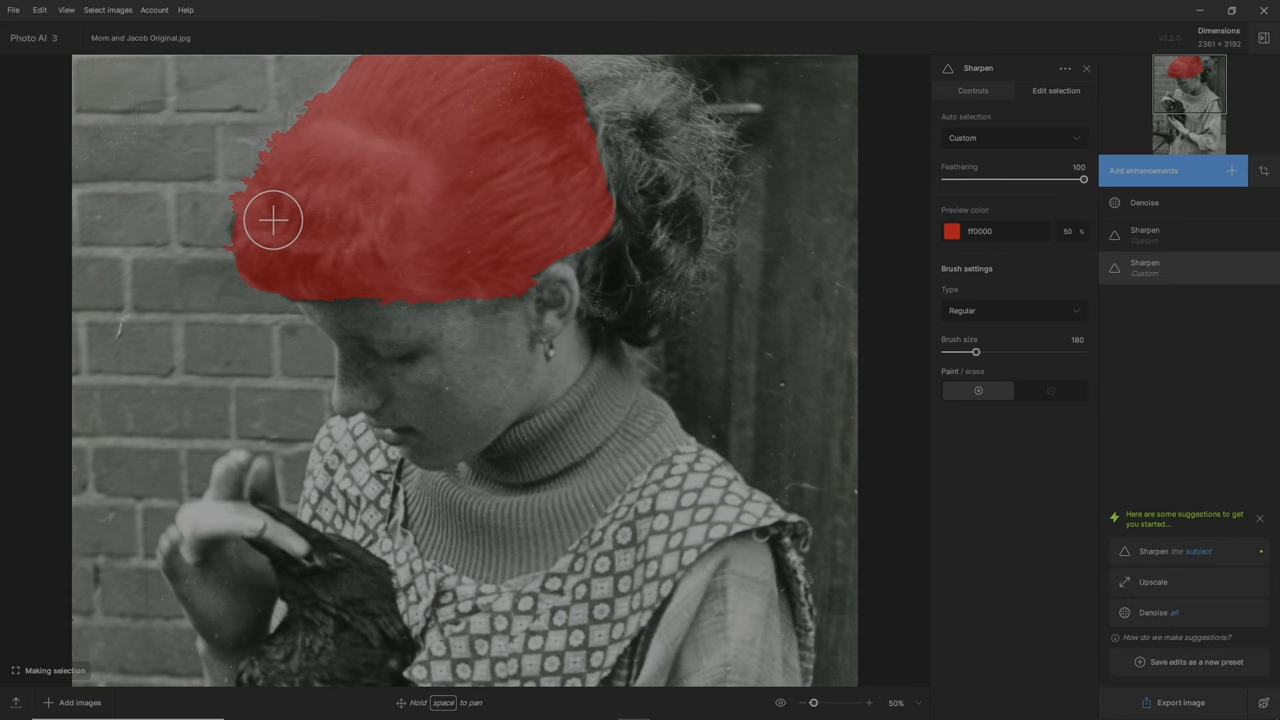 File Edit View Select images Account Help
Photo AI 3 Mom and Jacob Original.jpg v3.2.0 Dimensions
2361 × 3192
Sharpen
Controls Edit selection
Auto selection
Custom
Feathering 100
Preview color
ff0000 50 %
Brush settings
Type
Regular
Brush size 180
Paint / erase
Add enhancements
Denoise
Sharpen
Custom
Sharpen
Custom
Here are some suggestions to get
you started...
Sharpen the subject
Upscale
Denoise all
How do we make suggestions?
Save edits as a new preset
Making selection
Add images Hold space to pan 50% Export image